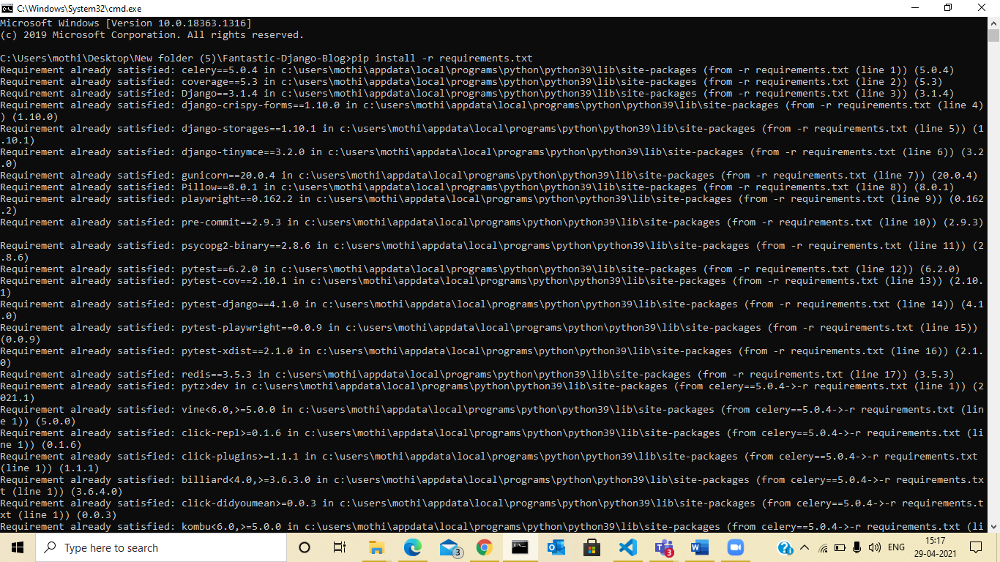 C:\Windows\System32\cmd.exe
Microsoft Windows [Version 10.0.18363.1316]
(c) 2019 Microsoft Corporation. All rights reserved.
C:\Users\mothi\Desktop\New folder (5)\Fantastic-Django-Blog>pip install -r requirements.txt
Requirement already satisfied: celery==5.0.4 in c:\users\mothi\appdata\local\programs\python\python39\lib\site-packages (from -r requirements.txt (line 1)) (5.0.4)
Requirement already satisfied: coverage==5.3 in c:\users\mothi\appdata\local\programs\python\python39\lib\site-packages (from -r requirements.txt (line 2)) (5.3)
Requirement already satisfied: Django==3.1.4 in c:\users\mothi\appdata\local\programs\python\python39\lib\site-packages (from -r requirements.txt (line 3)) (3.1.4)
Requirement already satisfied: django-crispy-forms==1.10.0 in c:\users\mothi\appdata\local\programs\python\python39\lib\site-packages (from -r requirements.txt (line 4)
) (1.10.0)
Requirement already satisfied: django-storages==1.10.1 in c:\users\mothi\appdata\local\programs\python\python39\lib\site-packages (from -r requirements.txt (line 5)) (1
.10.1)
Requirement already satisfied: django-tinymce==3.2.0 in c:\users\mothi\appdata\local\programs\python\python39\lib\site-packages (from -r requirements.txt (line 6)) (3.2
.0)
Requirement already satisfied: gunicorn==20.0.4 in c:\users\mothi\appdata\local\programs\python\python39\lib\site-packages (from -r requirements.txt (line 7)) (20.0.4)
Requirement already satisfied: Pillow==8.0.1 in c:\users\mothi\appdata\local\programs\python\python39\lib\site-packages (from -r requirements.txt (line 8)) (8.0.1)
Requirement already satisfied: playwright==0.162.2 in c:\users\mothi\appdata\local\programs\python\python39\lib\site-packages (from -r requirements.txt (line 9)) (0.162
.2)
Requirement already satisfied: pre-commit==2.9.3 in c:\users\mothi\appdata\local\programs\python\python39\lib\site-packages (from -r requirements.txt (line 10)) (2.9.3)
Requirement already satisfied: psycopg2-binary==2.8.6 in c:\users\mothi\appdata\local\programs\python\python39\lib\site-packages (from -r requirements.txt (line 11)) (2
.8.6)
Requirement already satisfied: pytest==6.2.0 in c:\users\mothi\appdata\local\programs\python\python39\lib\site-packages (from -r requirements.txt (line 12)) (6.2.0)
Requirement already satisfied: pytest-cov==2.10.1 in c:\users\mothi\appdata\local\programs\python\python39\lib\site-packages (from -r requirements.txt (line 13)) (2.10.
1)
Requirement already satisfied: pytest-django==4.1.0 in c:\users\mothi\appdata\local\programs\python\python39\lib\site-packages (from -r requirements.txt (line 14)) (4.1
.0)
Requirement already satisfied: pytest-playwright==0.0.9 in c:\users\mothi\appdata\local\programs\python\python39\lib\site-packages (from -r requirements.txt (line 15))
(0.0.9)
Requirement already satisfied: pytest-xdist==2.1.0 in c:\users\mothi\appdata\local\programs\python\python39\lib\site-packages (from -r requirements.txt (line 16)) (2.1.
0)
Requirement already satisfied: redis==3.5.3 in c:\users\mothi\appdata\local\programs\python\python39\lib\site-packages (from -r requirements.txt (line 17)) (3.5.3)
Requirement already satisfied: pytz>dev in c:\users\mothi\appdata\local\programs\python\python39\lib\site-packages (from celery==5.0.4->-r requirements.txt (line 1)) (2
021.1)
Requirement already satisfied: vine<6.0,>=5.0.0 in c:\users\mothi\appdata\local\programs\python\python39\lib\site-packages (from celery==5.0.4->-r requirements.txt (lin
e 1)) (5.0.0)
Requirement already satisfied: click-repl>=0.1.6 in c:\users\mothi\appdata\local\programs\python\python39\lib\site-packages (from celery==5.0.4->-r requirements.txt (li
ne 1)) (0.1.6)
Requirement already satisfied: click-plugins>=1.1.1 in c:\users\mothi\appdata\local\programs\python\python39\lib\site-packages (from celery==5.0.4->-r requirements.txt
(line 1)) (1.1.1)
Requirement already satisfied: billiard<4.0,>=3.6.3.0 in c:\users\mothi\appdata\local\programs\python\python39\lib\site-packages (from celery==5.0.4->-r requirements.tx
t (line 1)) (3.6.4.0)
Requirement already satisfied: click-didyoumean>=0.0.3 in c:\users\mothi\appdata\local\programs\python\python39\lib\site-packages (from celery==5.0.4->-r requirements.t
xt (line 1)) (0.0.3)
Requirement already satisfied: kombu<6.0,>=5.0.0 in c:\users\mothi\appdata\local\programs\python\python39\lib\site-packages (from celery==5.0.4->-r requirements.txt (li
Type here to search
3
3
ENG
15:17
29-04-2021